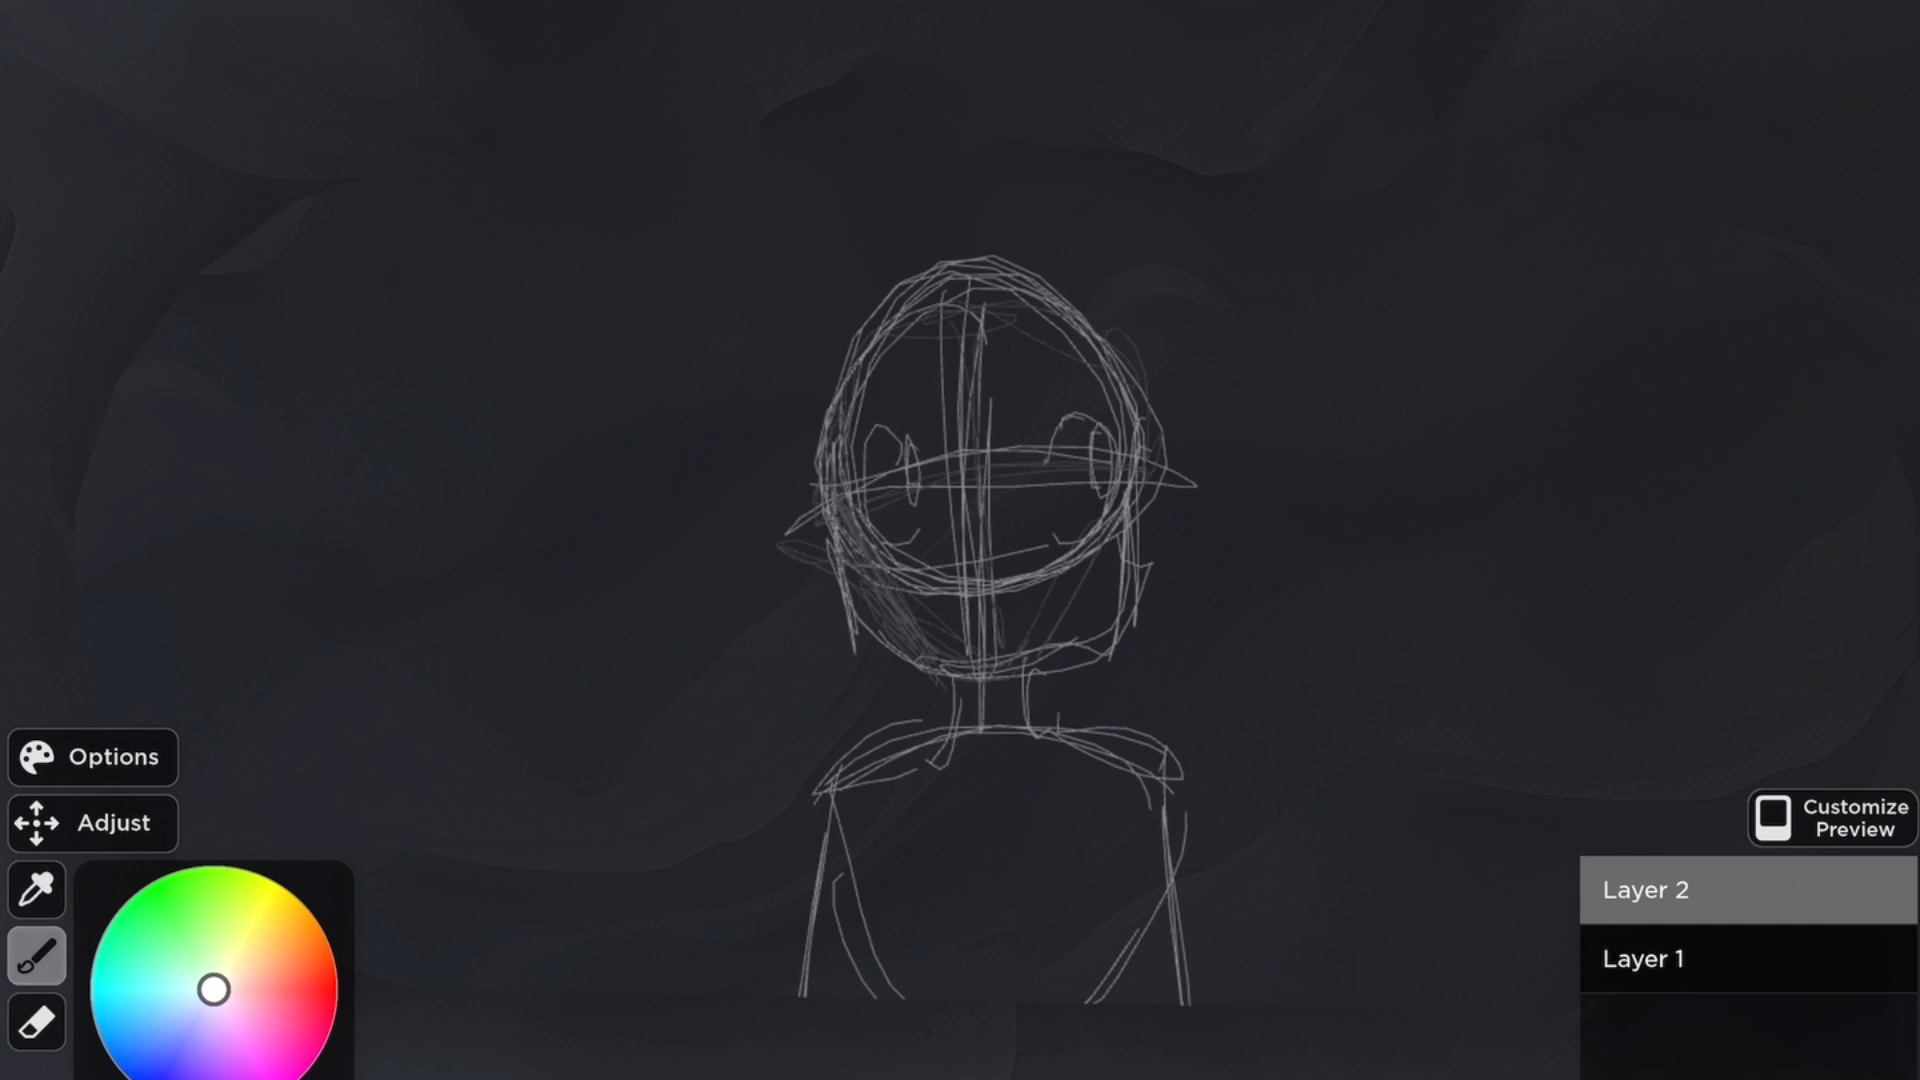 Options
Adjust
Customize
Preview
Layer 2
Layer 1